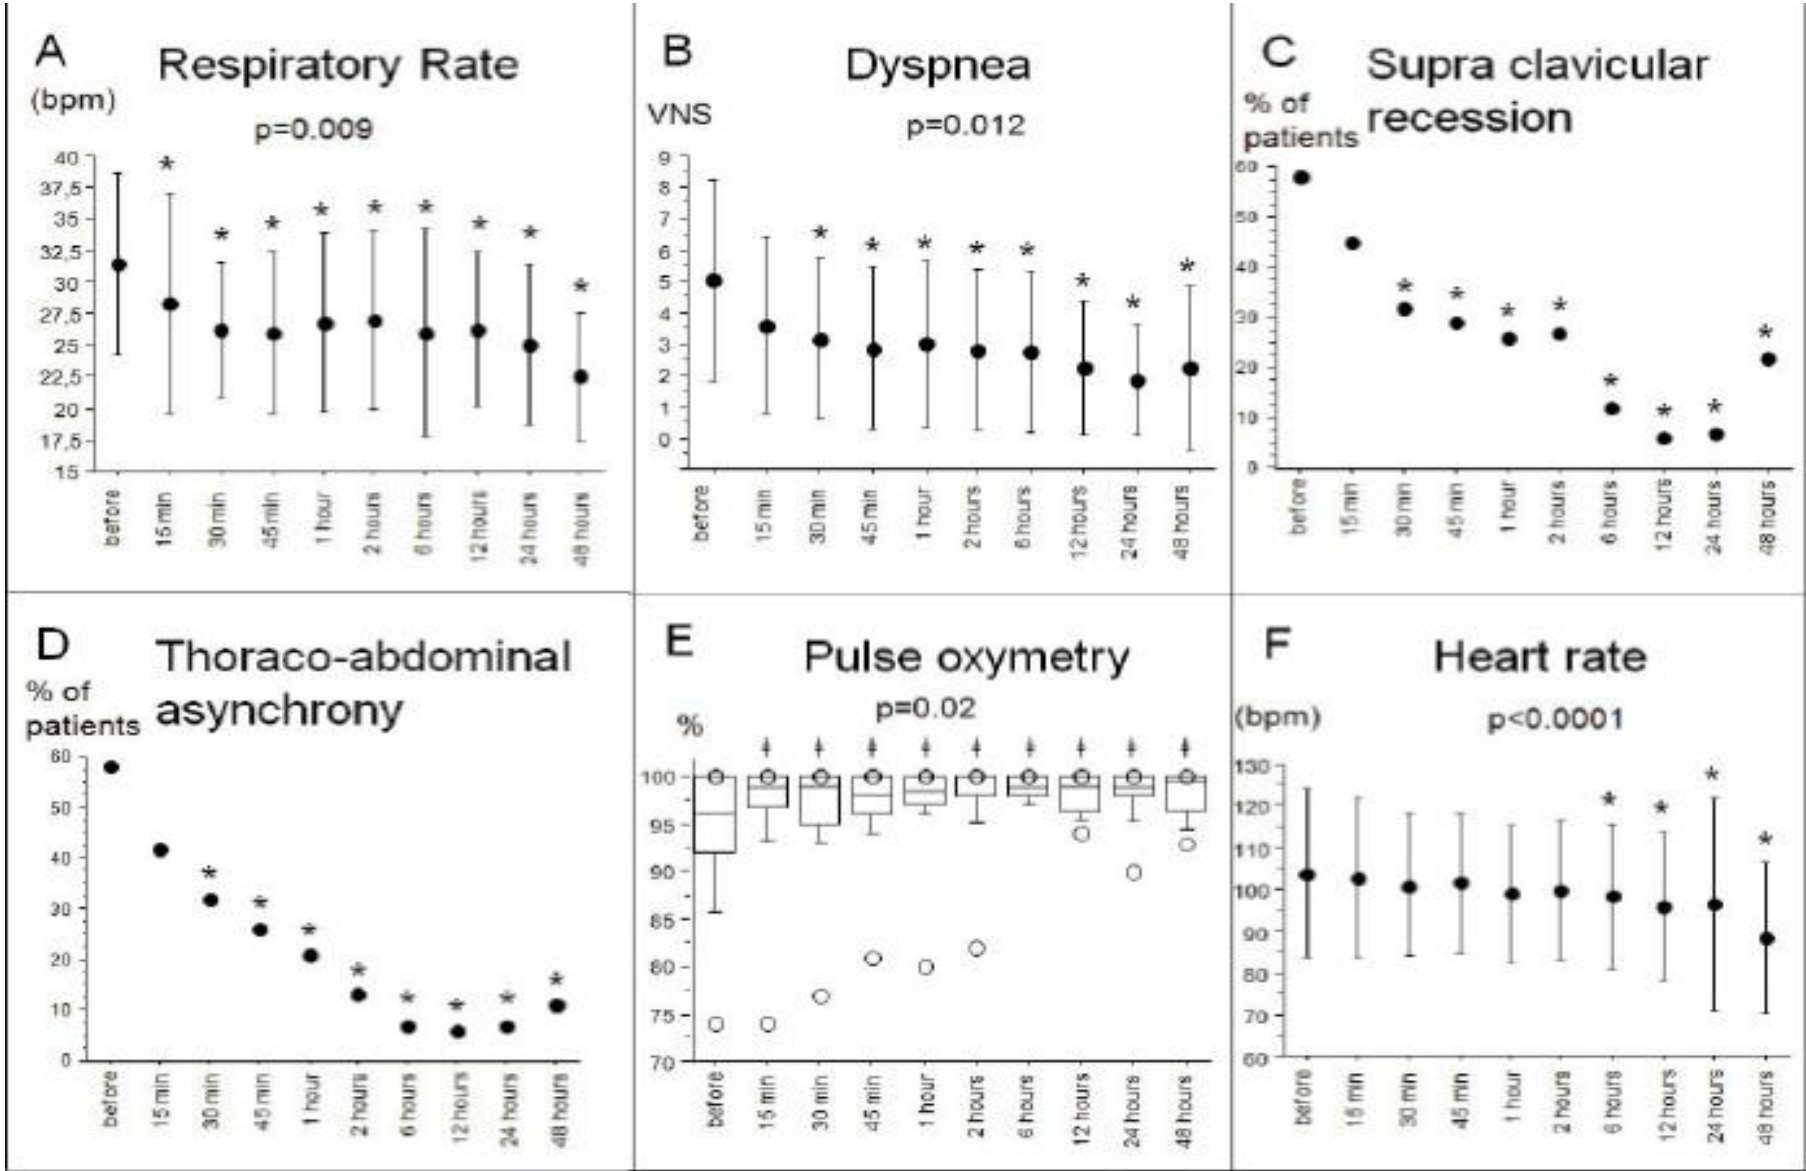 A
Respiratory Rate
(bpm)
p=0.009
40
37,5
35
32,5
30
27,5
25
22,5
20
17,5
15
before
15 min
30 min
45 min
1 hour
2 hours
6 hours
12 hours
24 hours
48 hours
B
Dyspnea
VNS
p=0.012
9
8
7
6
5
4
3
2
1
0
before
15 min
30 min
45 min
1 hour
2 hours
6 hours
12 hours
24 hours
48 hours
C
Supra clavicular
recession
% of
patients
60
50
40
30
20
10
0
before
15 min
30 min
45 min
1 hour
2 hours
6 hours
12 hours
24 hours
48 hours
D
Thoraco-abdominal
asynchrony
% of
patients
60
50
40
30
20
10
0
before
15 min
30 min
45 min
1 hour
2 hours
6 hours
12 hours
24 hours
48 hours
E
Pulse oxymetry
p=0.02
%
100
95
90
85
80
75
70
before
15 min
30 min
45 min
1 hour
2 hours
6 hours
12 hours
24 hours
48 hours
F
Heart rate
(bpm)
p<0.0001
130
120
110
100
90
80
70
60
before
15 min
30 min
45 min
1 hour
2 hours
6 hours
12 hours
24 hours
48 hours